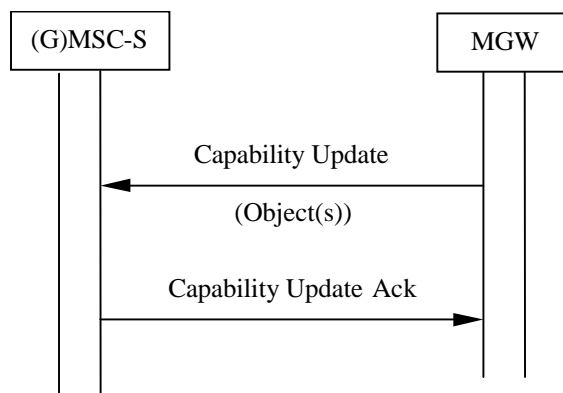 (G)MSC-S
MGW
Capability Update
(Object(s))
Capability Update Ack